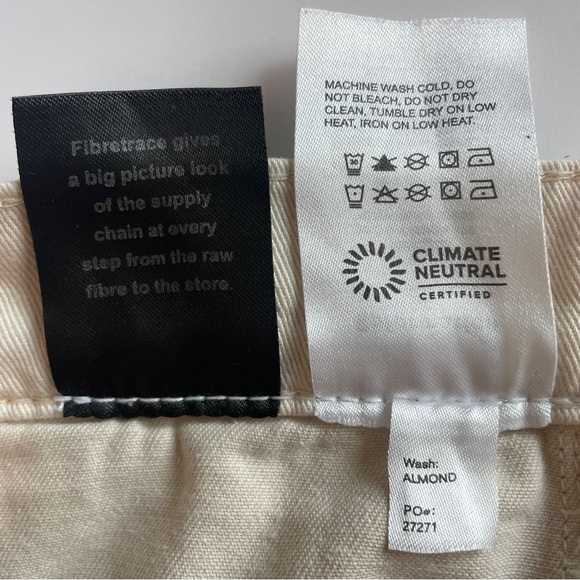 Fibretrace gives
a big picture look
of the supply
chain at every
step from the raw
fibre to the store.
MACHINE WASH COLD, DO
NOT BLEACH, DO NOT DRY
CLEAN, TUMBLE DRY ON LOW
HEAT, IRON ON LOW HEAT.
30
CLIMATE
NEUTRAL
CERTIFIED
Wash:
ALMOND
PO#:
27271